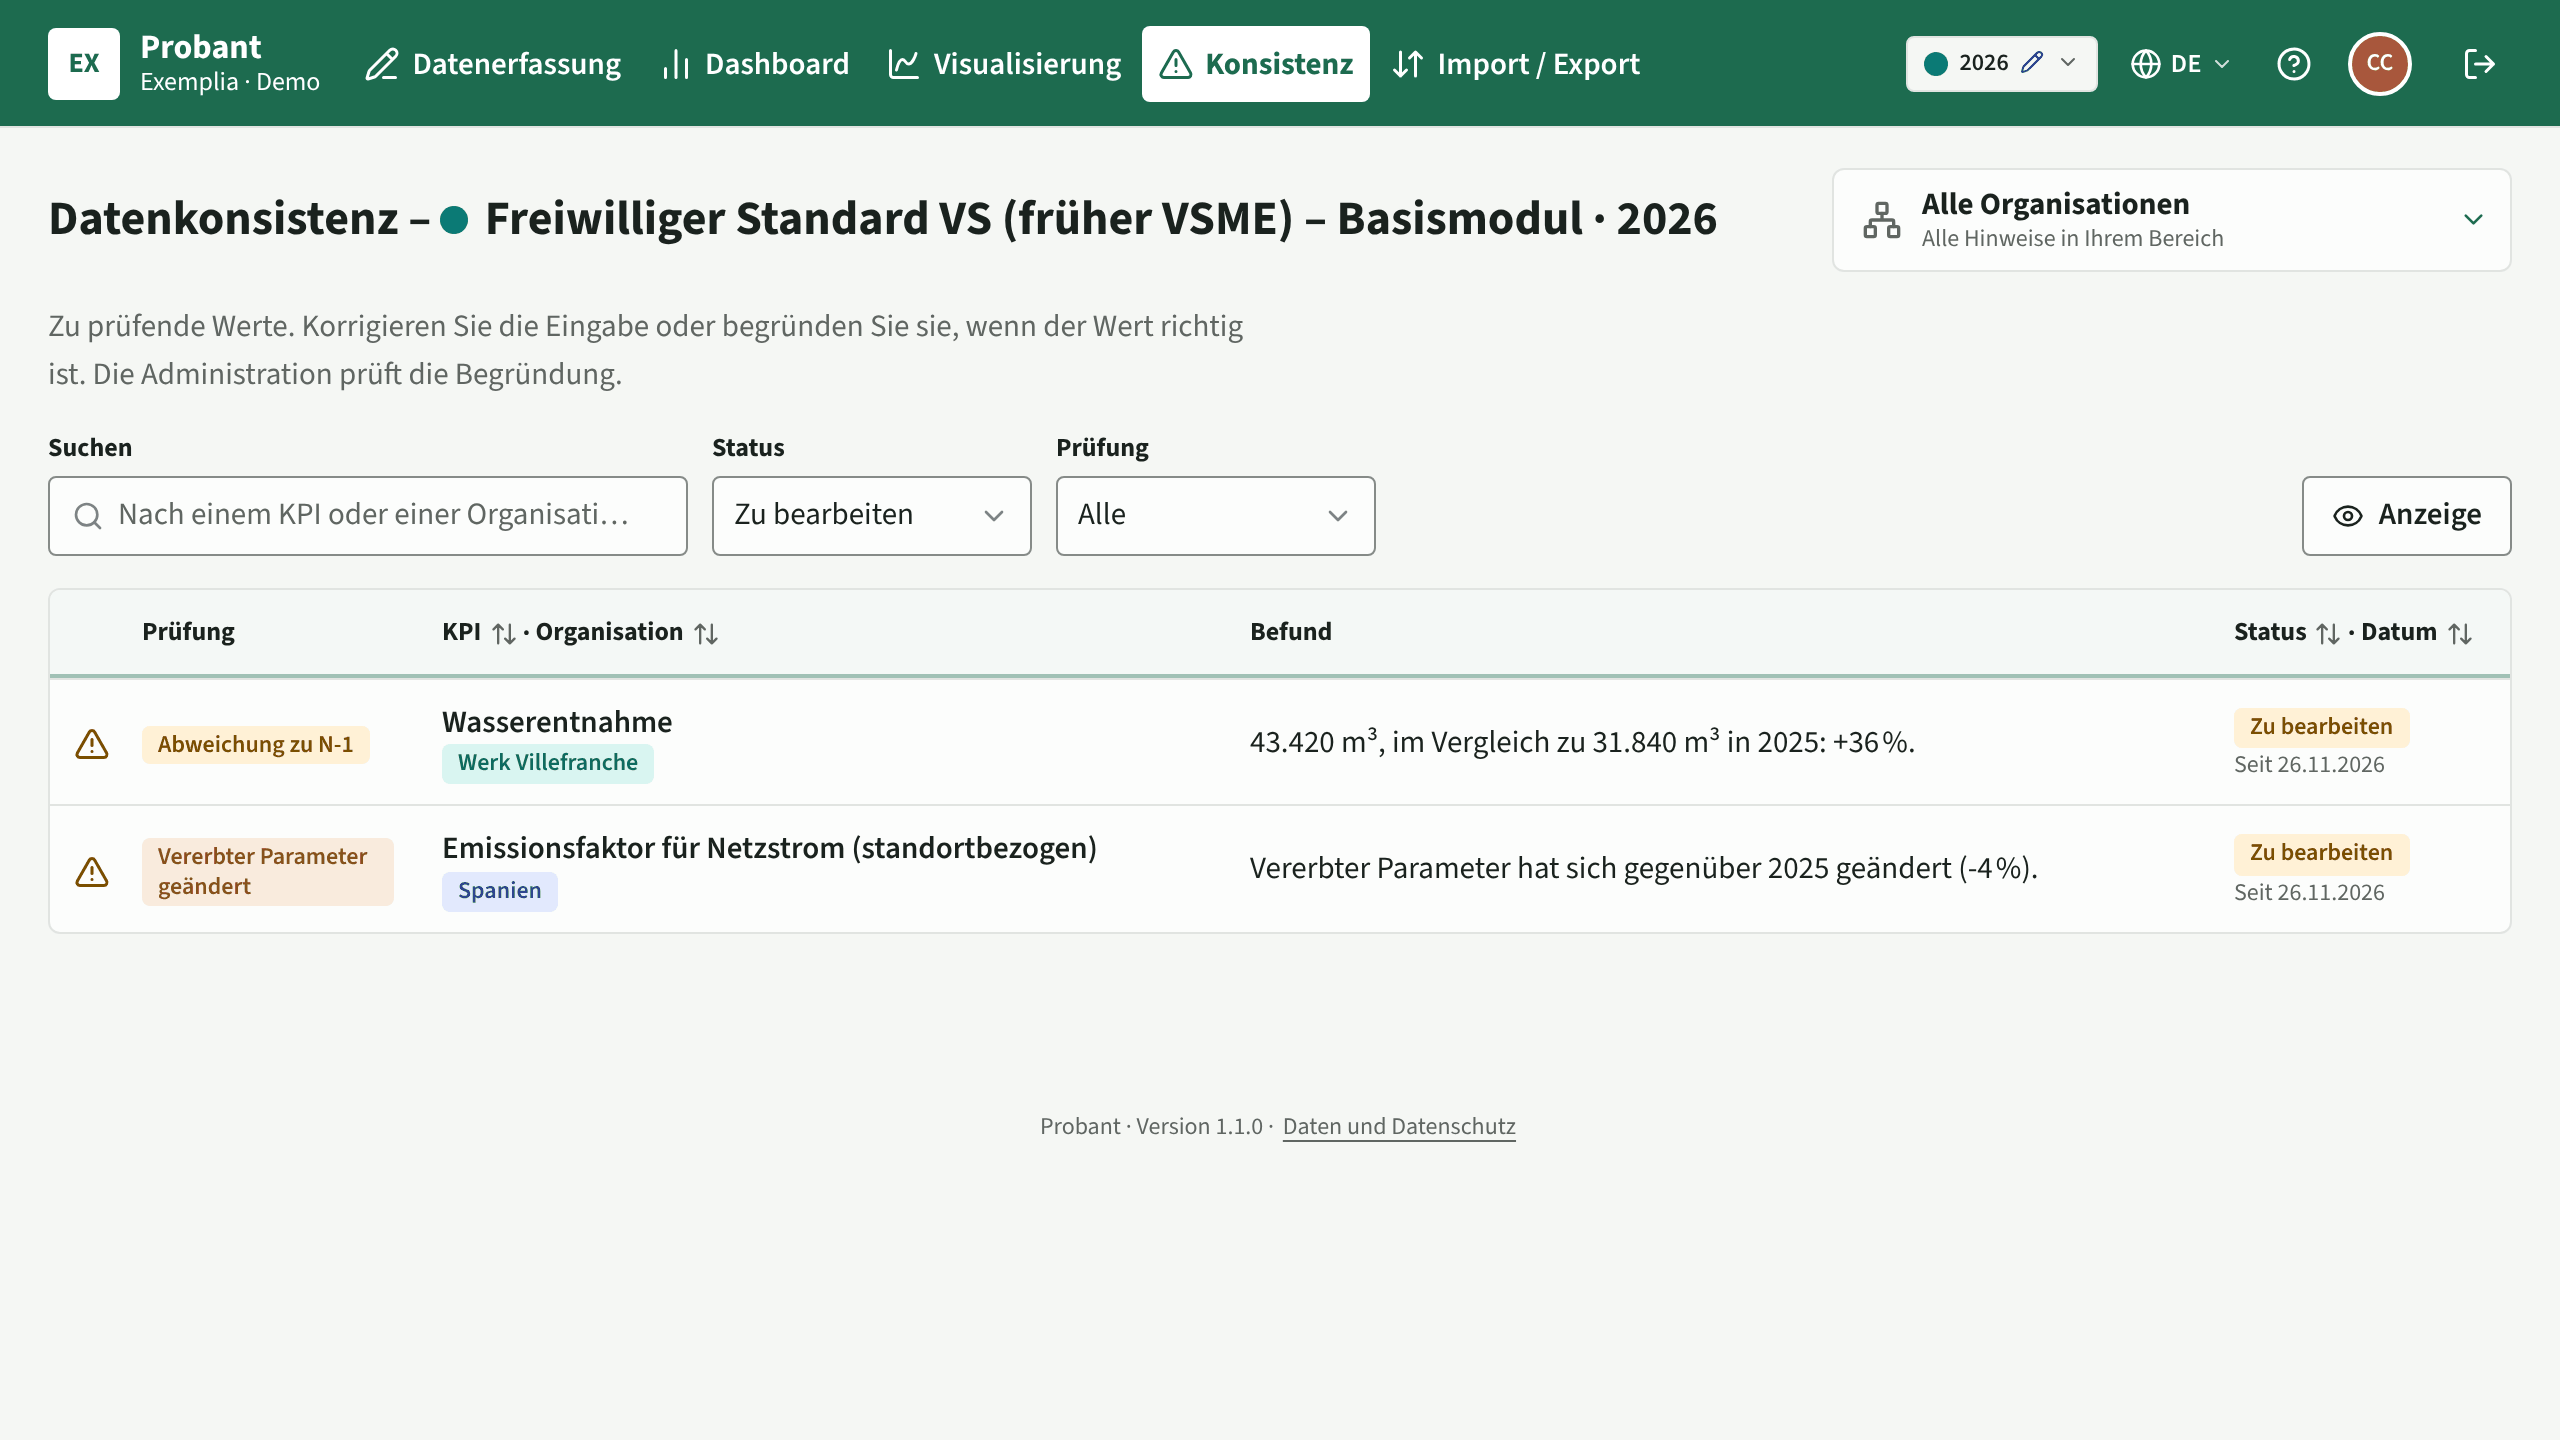 EX
Probant
Exemplia · Demo
Datenerfassung
Dashboard
Visualisierung
Konsistenz
Import / Export
2026
DE
CC
Datenkonsistenz – Freiwilliger Standard VS (früher VSME) – Basismodul · 2026
Alle Organisationen
Alle Hinweise in Ihrem Bereich
Zu prüfende Werte. Korrigieren Sie die Eingabe oder begründen Sie sie, wenn der Wert richtig
ist. Die Administration prüft die Begründung.
Suchen
Status
Prüfung
Nach einem KPI oder einer Organisati…
Zu bearbeiten
Alle
Anzeige
Prüfung
KPI · Organisation
Befund
Status · Datum
Abweichung zu N-1
Wasserentnahme
Werk Villefranche
43.420 m³, im Vergleich zu 31.840 m³ in 2025: +36 %.
Zu bearbeiten
Seit 26.11.2026
Vererbter Parameter
geändert
Emissionsfaktor für Netzstrom (standortbezogen)
Spanien
Vererbter Parameter hat sich gegenüber 2025 geändert (-4 %).
Zu bearbeiten
Seit 26.11.2026
Probant · Version 1.1.0 · Daten und Datenschutz